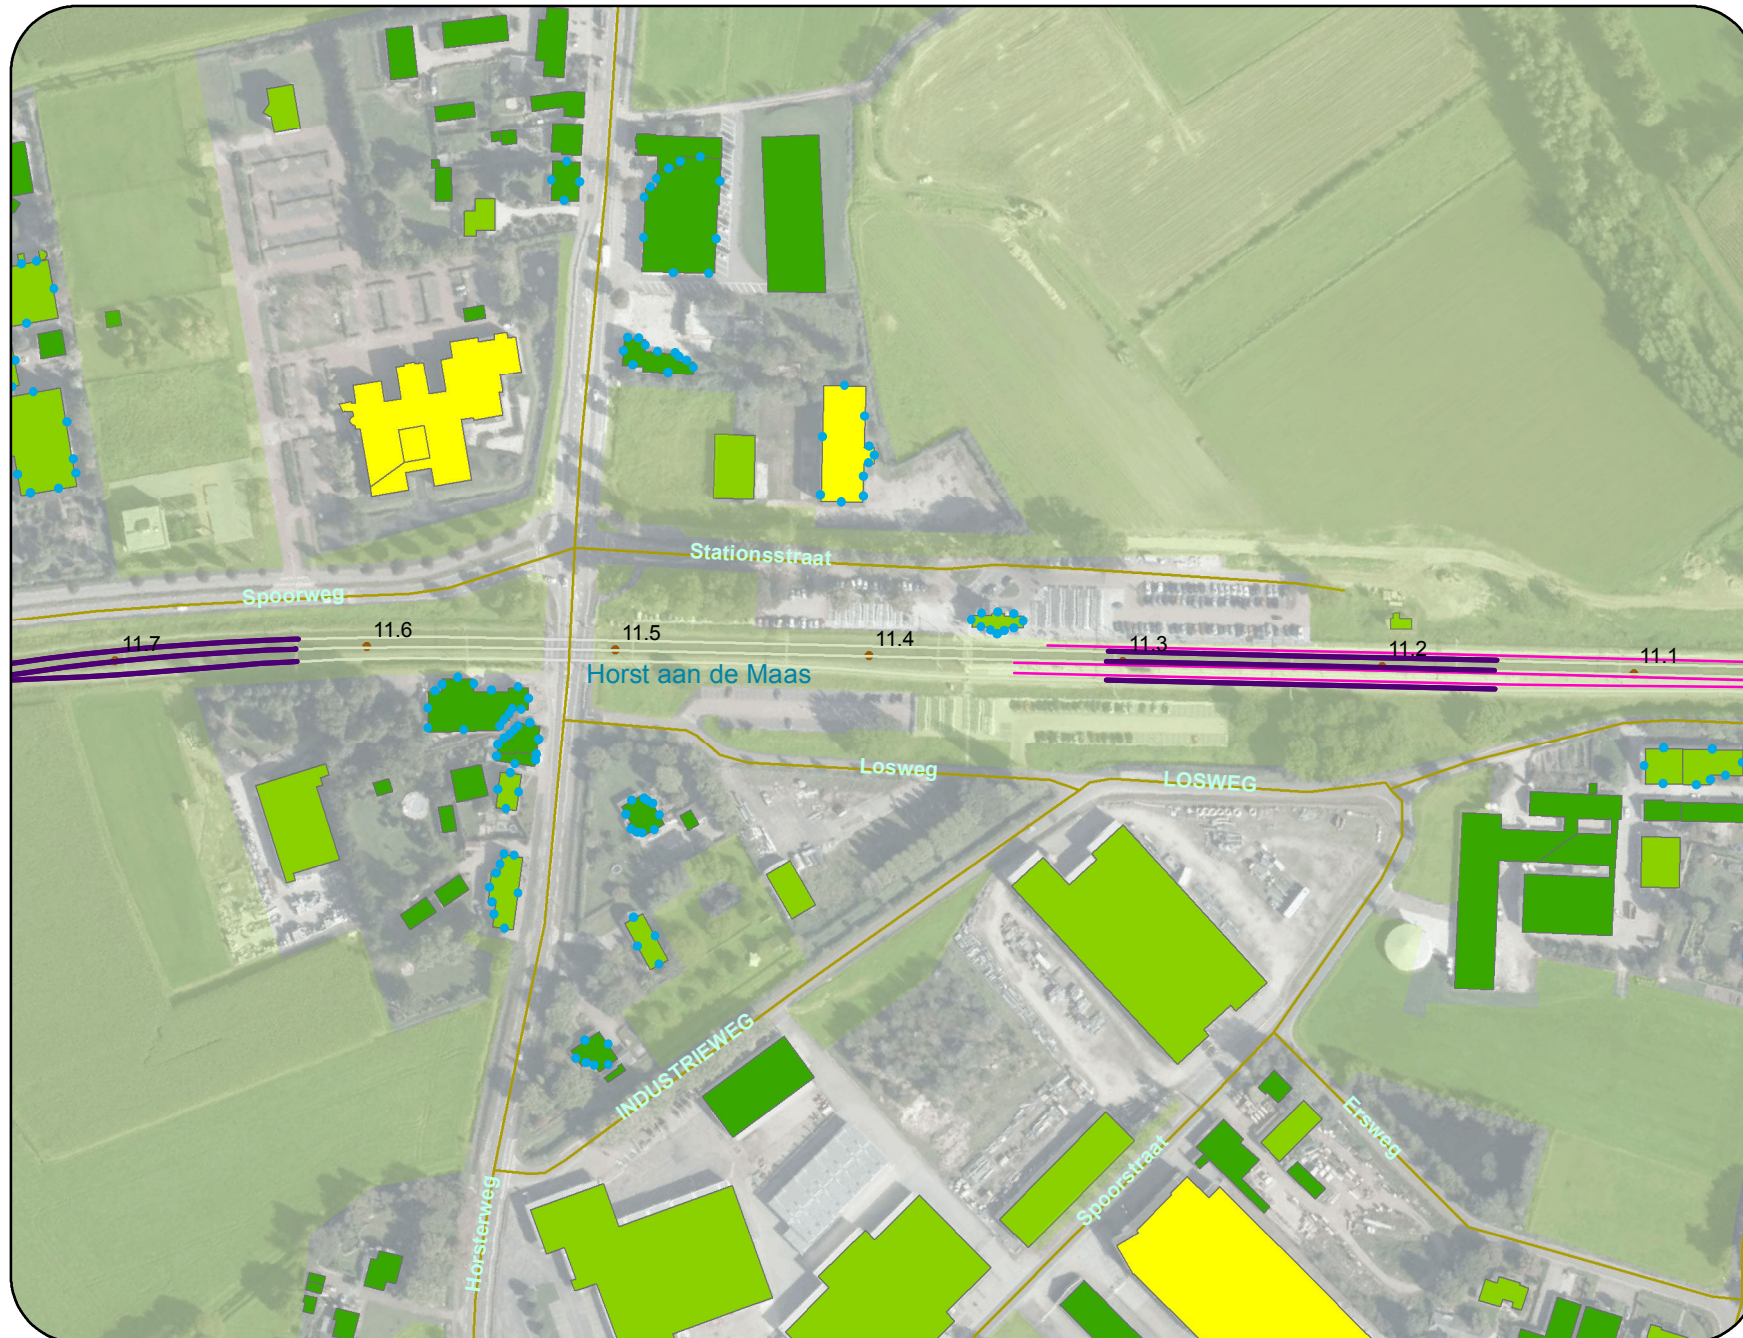 Stationsstraat
Spoorweg
11.7
11.6
11.5
11.4
11.3
11.2
11.1
Horst aan de Maas
Losweg
LOSWEG
INDUSTRIEWEG
Ersweg
Spoorstraat
Horsterweg